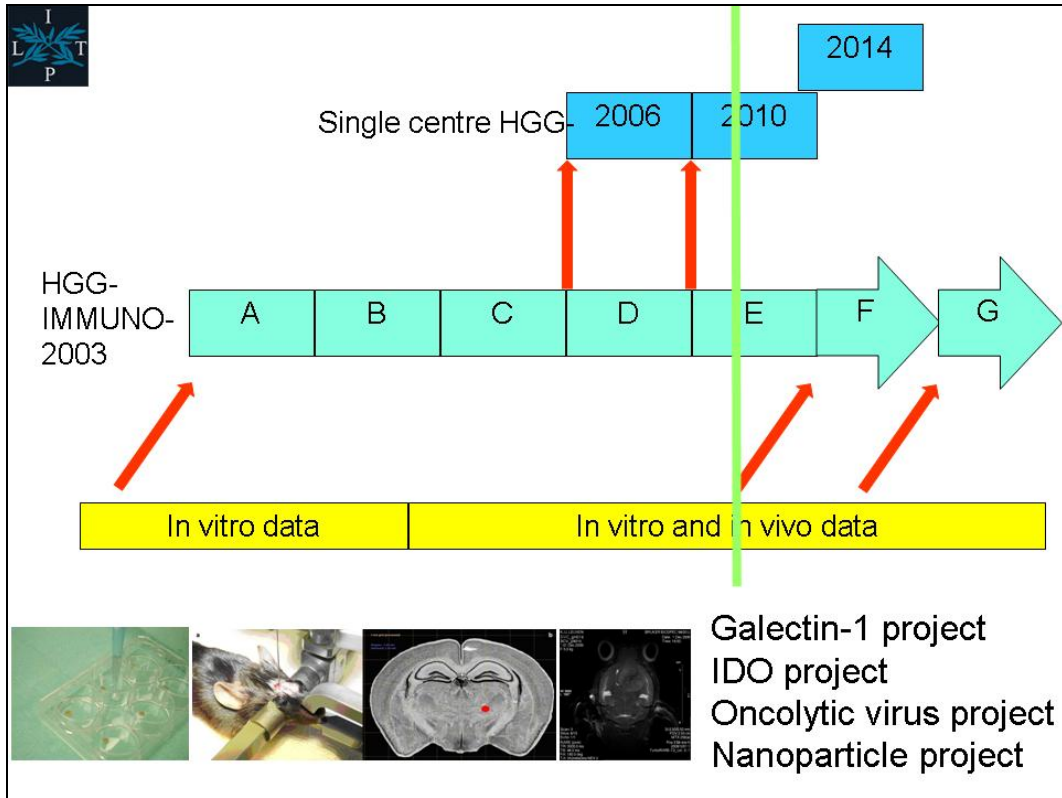 I
L T
P
2014
Single centre HGG- 2006 2010
HGG-
IMMUNO-
2003
A B C D E F G
In vitro data In vitro and in vivo data
a
b
Galectin-1 project
IDO project
Oncolytic virus project
Nanoparticle project